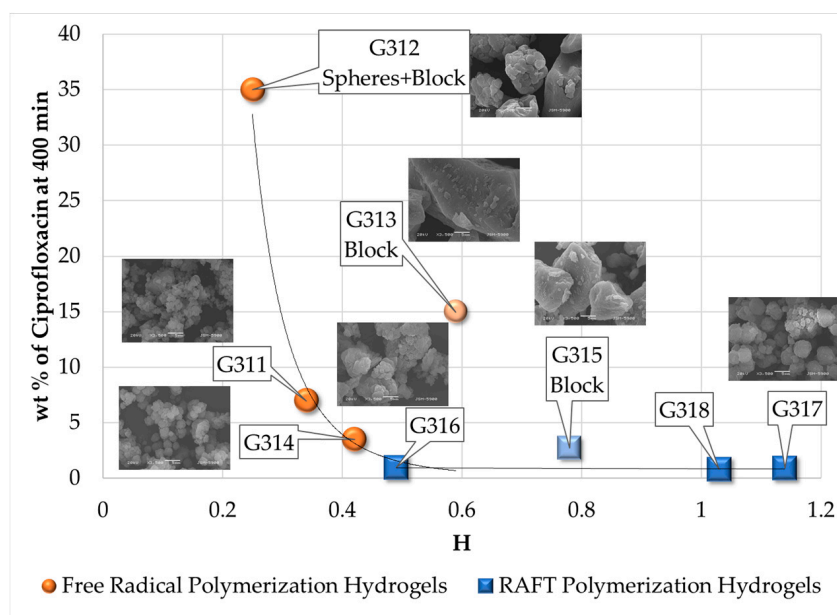 40
35
30
25
20
15
10
5
0
wt % of Ciprofloxacin at 400 min
G312
Spheres+Block
G313
Block
G311
G314
G316
G315
Block
G318
G317
0
0.2
0.4
0.6
0.8
1
1.2
H
Free Radical Polymerization Hydrogels
RAFT Polymerization Hydrogels